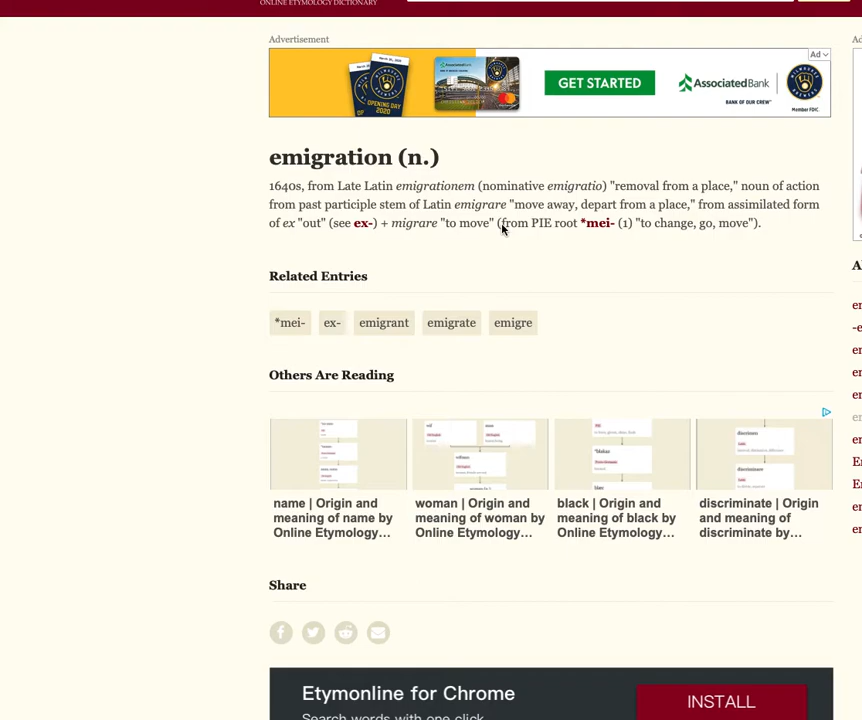 ONLINE ETYMOLOGY DICTIONARY
Advertisement
Ad
OPENING DAY
2020
GET STARTED
AssociatedBank
BANK OF OUR CREW
Member FDIC.
emigration (n.)
1640s, from Late Latin emigrationem (nominative emigratio) "removal from a place," noun of action
from past participle stem of Latin emigrare "move away, depart from a place," from assimilated form
of ex "out" (see ex-) + migrare "to move" (from PIE root *mei- (1) "to change, go, move").
Related Entries
*mei- ex- emigrant emigrate emigre
Others Are Reading
name | Origin and
meaning of name by
Online Etymology…
woman | Origin and
meaning of woman by
Online Etymology…
black | Origin and
meaning of black by
Online Etymology…
discriminate | Origin
and meaning of
discriminate by…
Share
Etymonline for Chrome
INSTALL
Search words with one click